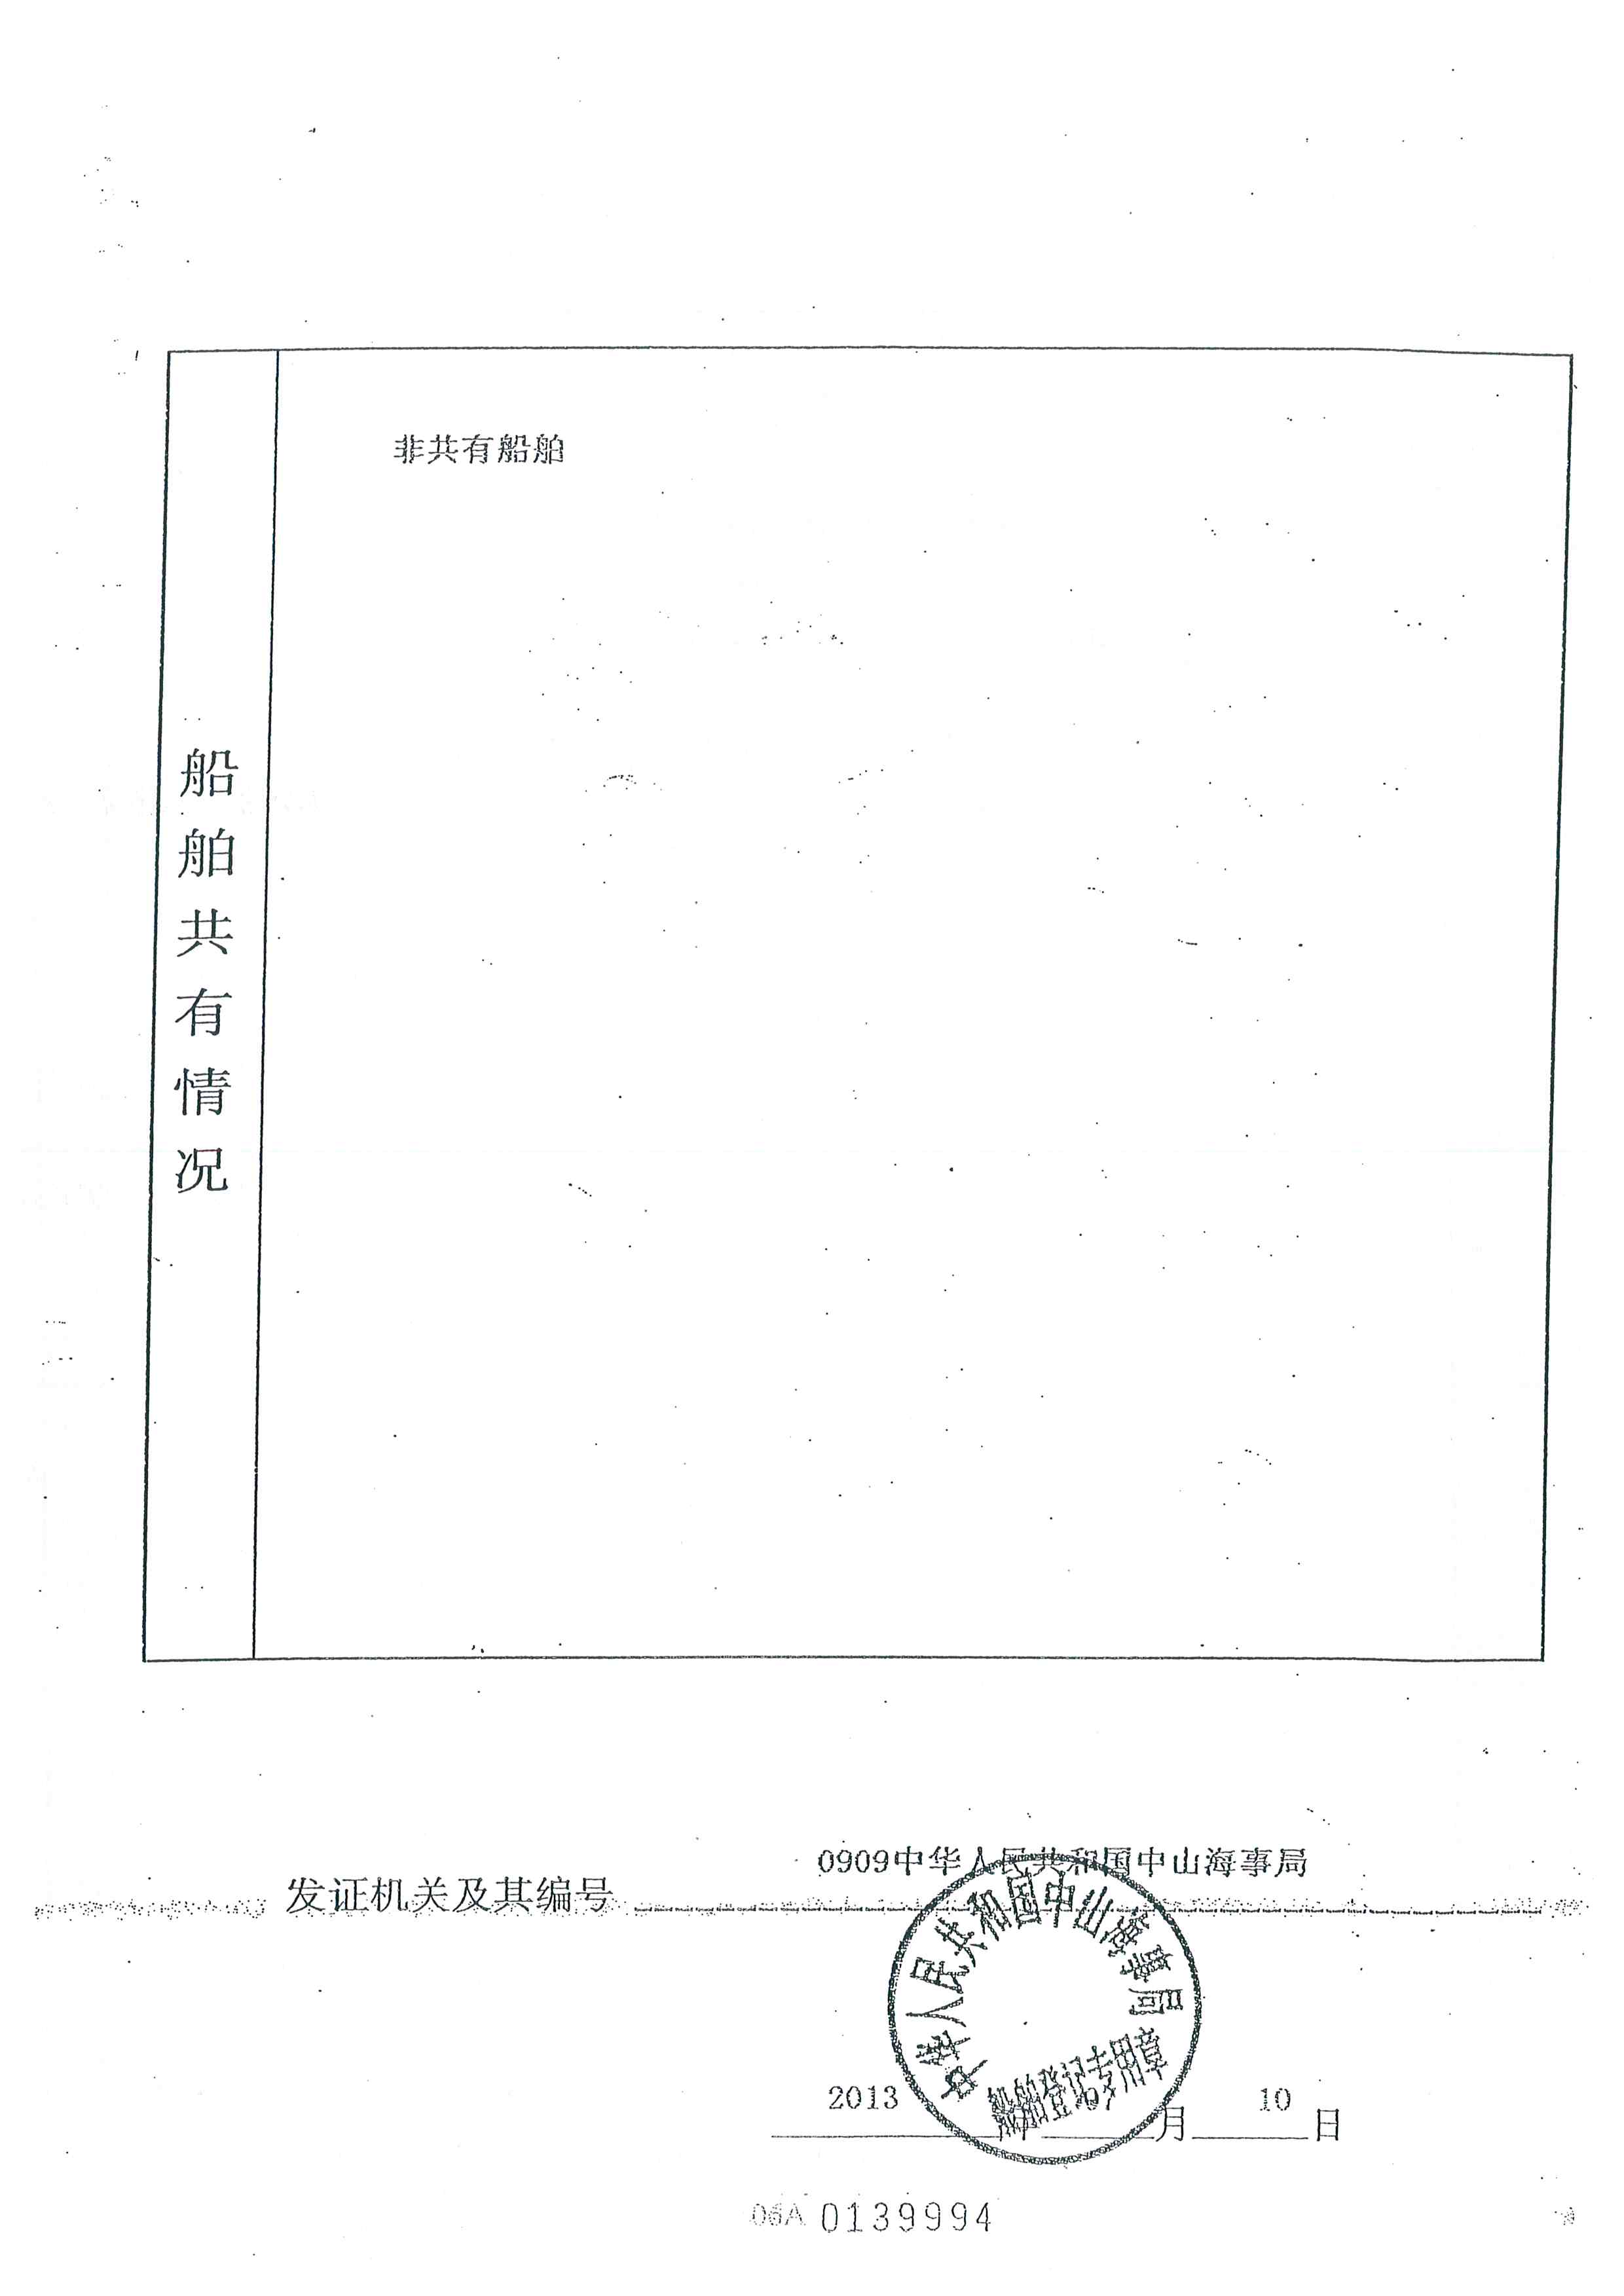 非共有船舶
船舶共有情况
0909中华人民共和国中山海事局
发证机关及其编号
中华人民共和国中山海事局
船舶登记专用章
2013 年 月 10 日
06A 0139994